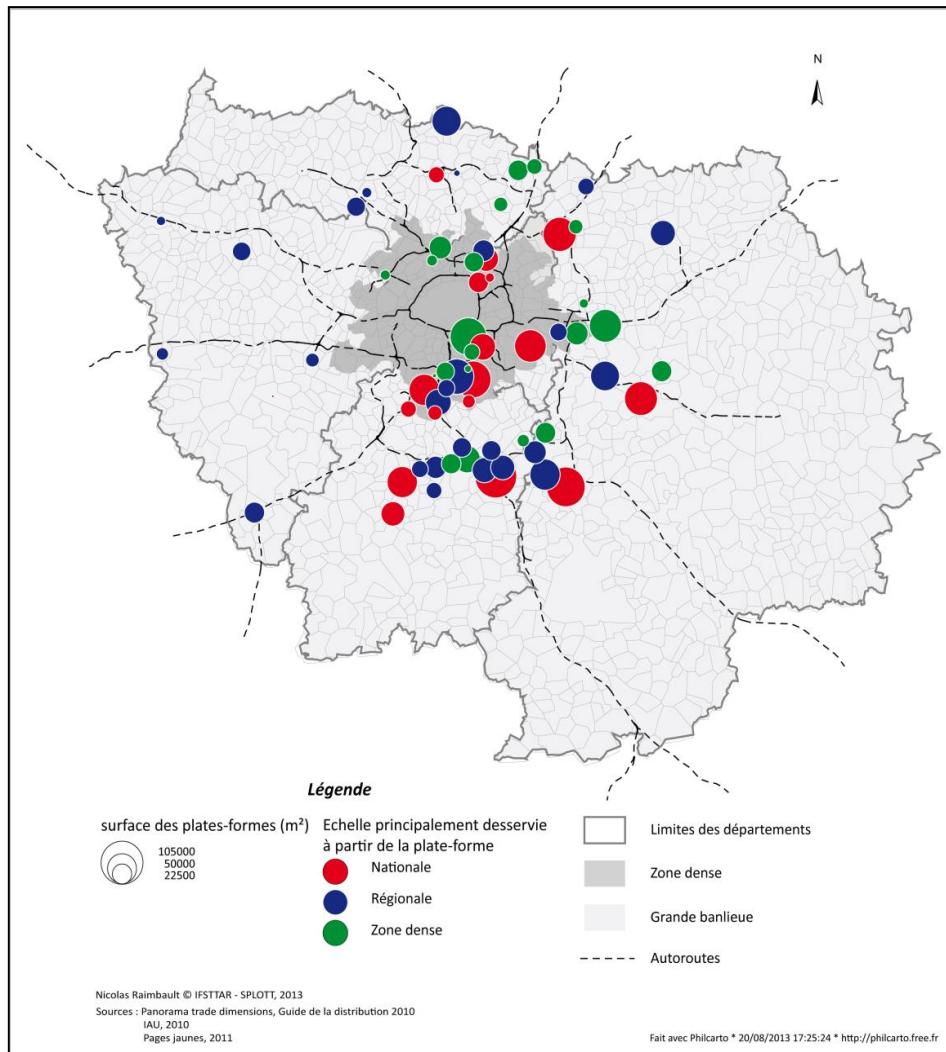 N
Légende
surface des plates-formes (m²)
105000
50000
22500
Echelle principalement desservie
à partir de la plate-forme
Nationale
Régionale
Zone dense
Limites des départements
Zone dense
Grande banlieue
Autoroutes
Nicolas Raimbault © IFSTTAR - SPLOTT, 2013
Sources : Panorama trade dimensions, Guide de la distribution 2010
IAU, 2010
Pages jaunes, 2011
Fait avec Philcarto * 20/08/2013 17:25:24 * http://philcarto.free.fr